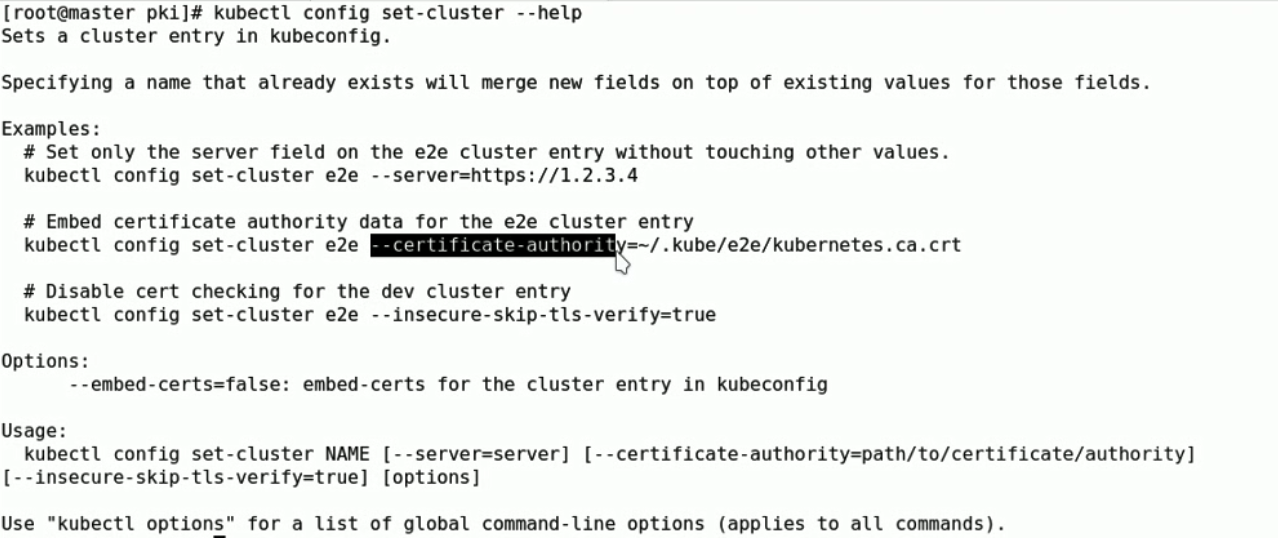 [root@master pki]# kubectl config set-cluster --help
Sets a cluster entry in kubeconfig.
Specifying a name that already exists will merge new fields on top of existing values for those fields.
Examples:
# Set only the server field on the e2e cluster entry without touching other values.
kubectl config set-cluster e2e --server=https://1.2.3.4
# Embed certificate authority data for the e2e cluster entry
kubectl config set-cluster e2e --certificate-authority=~/.kube/e2e/kubernetes.ca.crt
# Disable cert checking for the dev cluster entry
kubectl config set-cluster e2e --insecure-skip-tls-verify=true
Options:
--embed-certs=false: embed-certs for the cluster entry in kubeconfig
Usage:
kubectl config set-cluster NAME [--server=server] [--certificate-authority=path/to/certificate/authority]
[--insecure-skip-tls-verify=true] [options]
Use "kubectl options" for a list of global command-line options (applies to all commands).